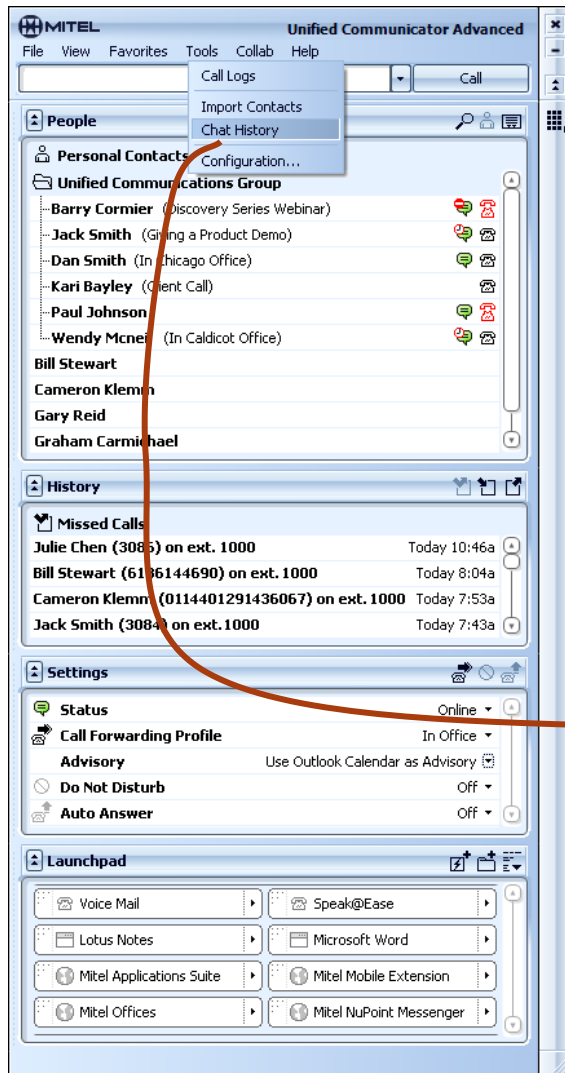 MITEL Unified Communicator Advanced
File View Favorites Tools Collab Help
Call
Call Logs
Import Contacts
Chat History
Configuration...
People
Personal Contacts
Unified Communications Group
Barry Cormier (Discovery Series Webinar)
Jack Smith (Giving a Product Demo)
Dan Smith (In Chicago Office)
Kari Bayley (Client Call)
Paul Johnson
Wendy Mcneil (In Caldicot Office)
Bill Stewart
Cameron Klemm
Gary Reid
Graham Carmichael
History
Missed Calls
Julie Chen (3086) on ext. 1000 Today 10:46a
Bill Stewart (6136144690) on ext. 1000 Today 8:04a
Cameron Klemm (0114401291436067) on ext. 1000 Today 7:53a
Jack Smith (3084) on ext. 1000 Today 7:43a
Settings
Status Online
Call Forwarding Profile In Office
Advisory Use Outlook Calendar as Advisory
Do Not Disturb Off
Auto Answer Off
Launchpad
Voice Mail Speak@Ease
Lotus Notes Microsoft Word
Mitel Applications Suite Mitel Mobile Extension
Mitel Offices Mitel NuPoint Messenger